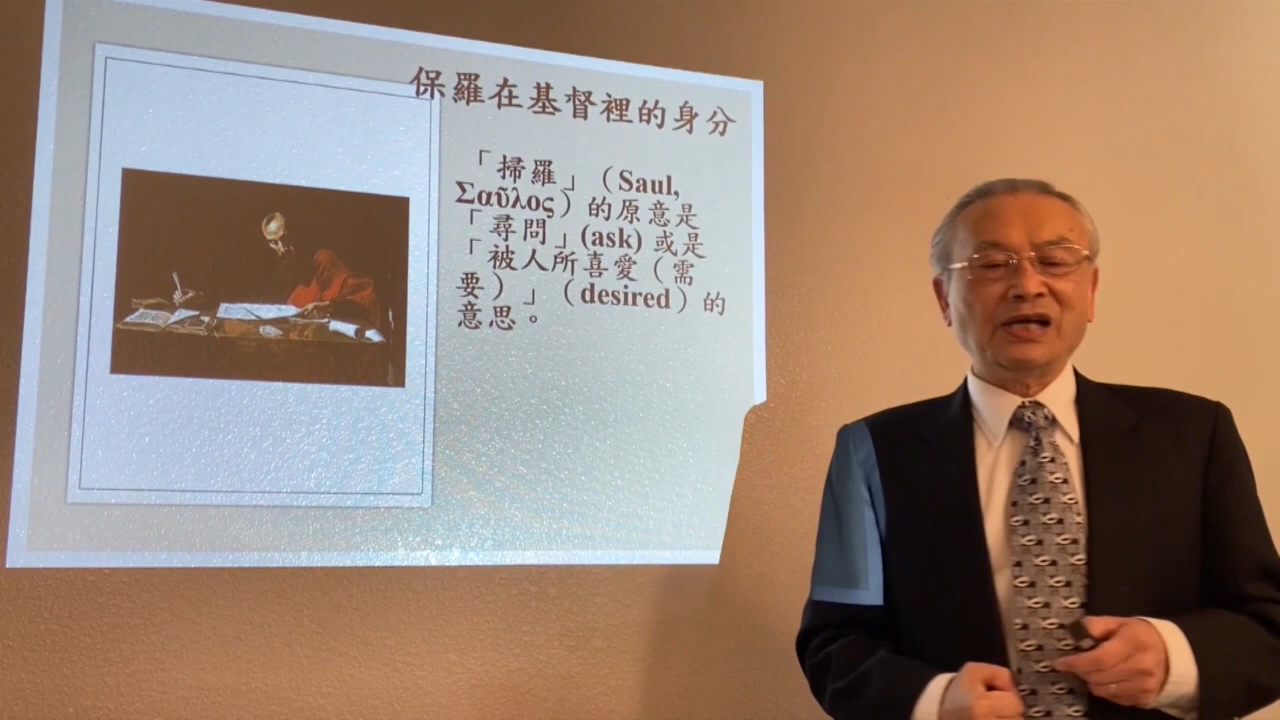 保羅在基督裡的身分
「掃羅」（Saul,
Σαῦλος）的原意是
「尋問」(ask) 或是
「被人所喜愛（需
要）」（desired）的
意思。